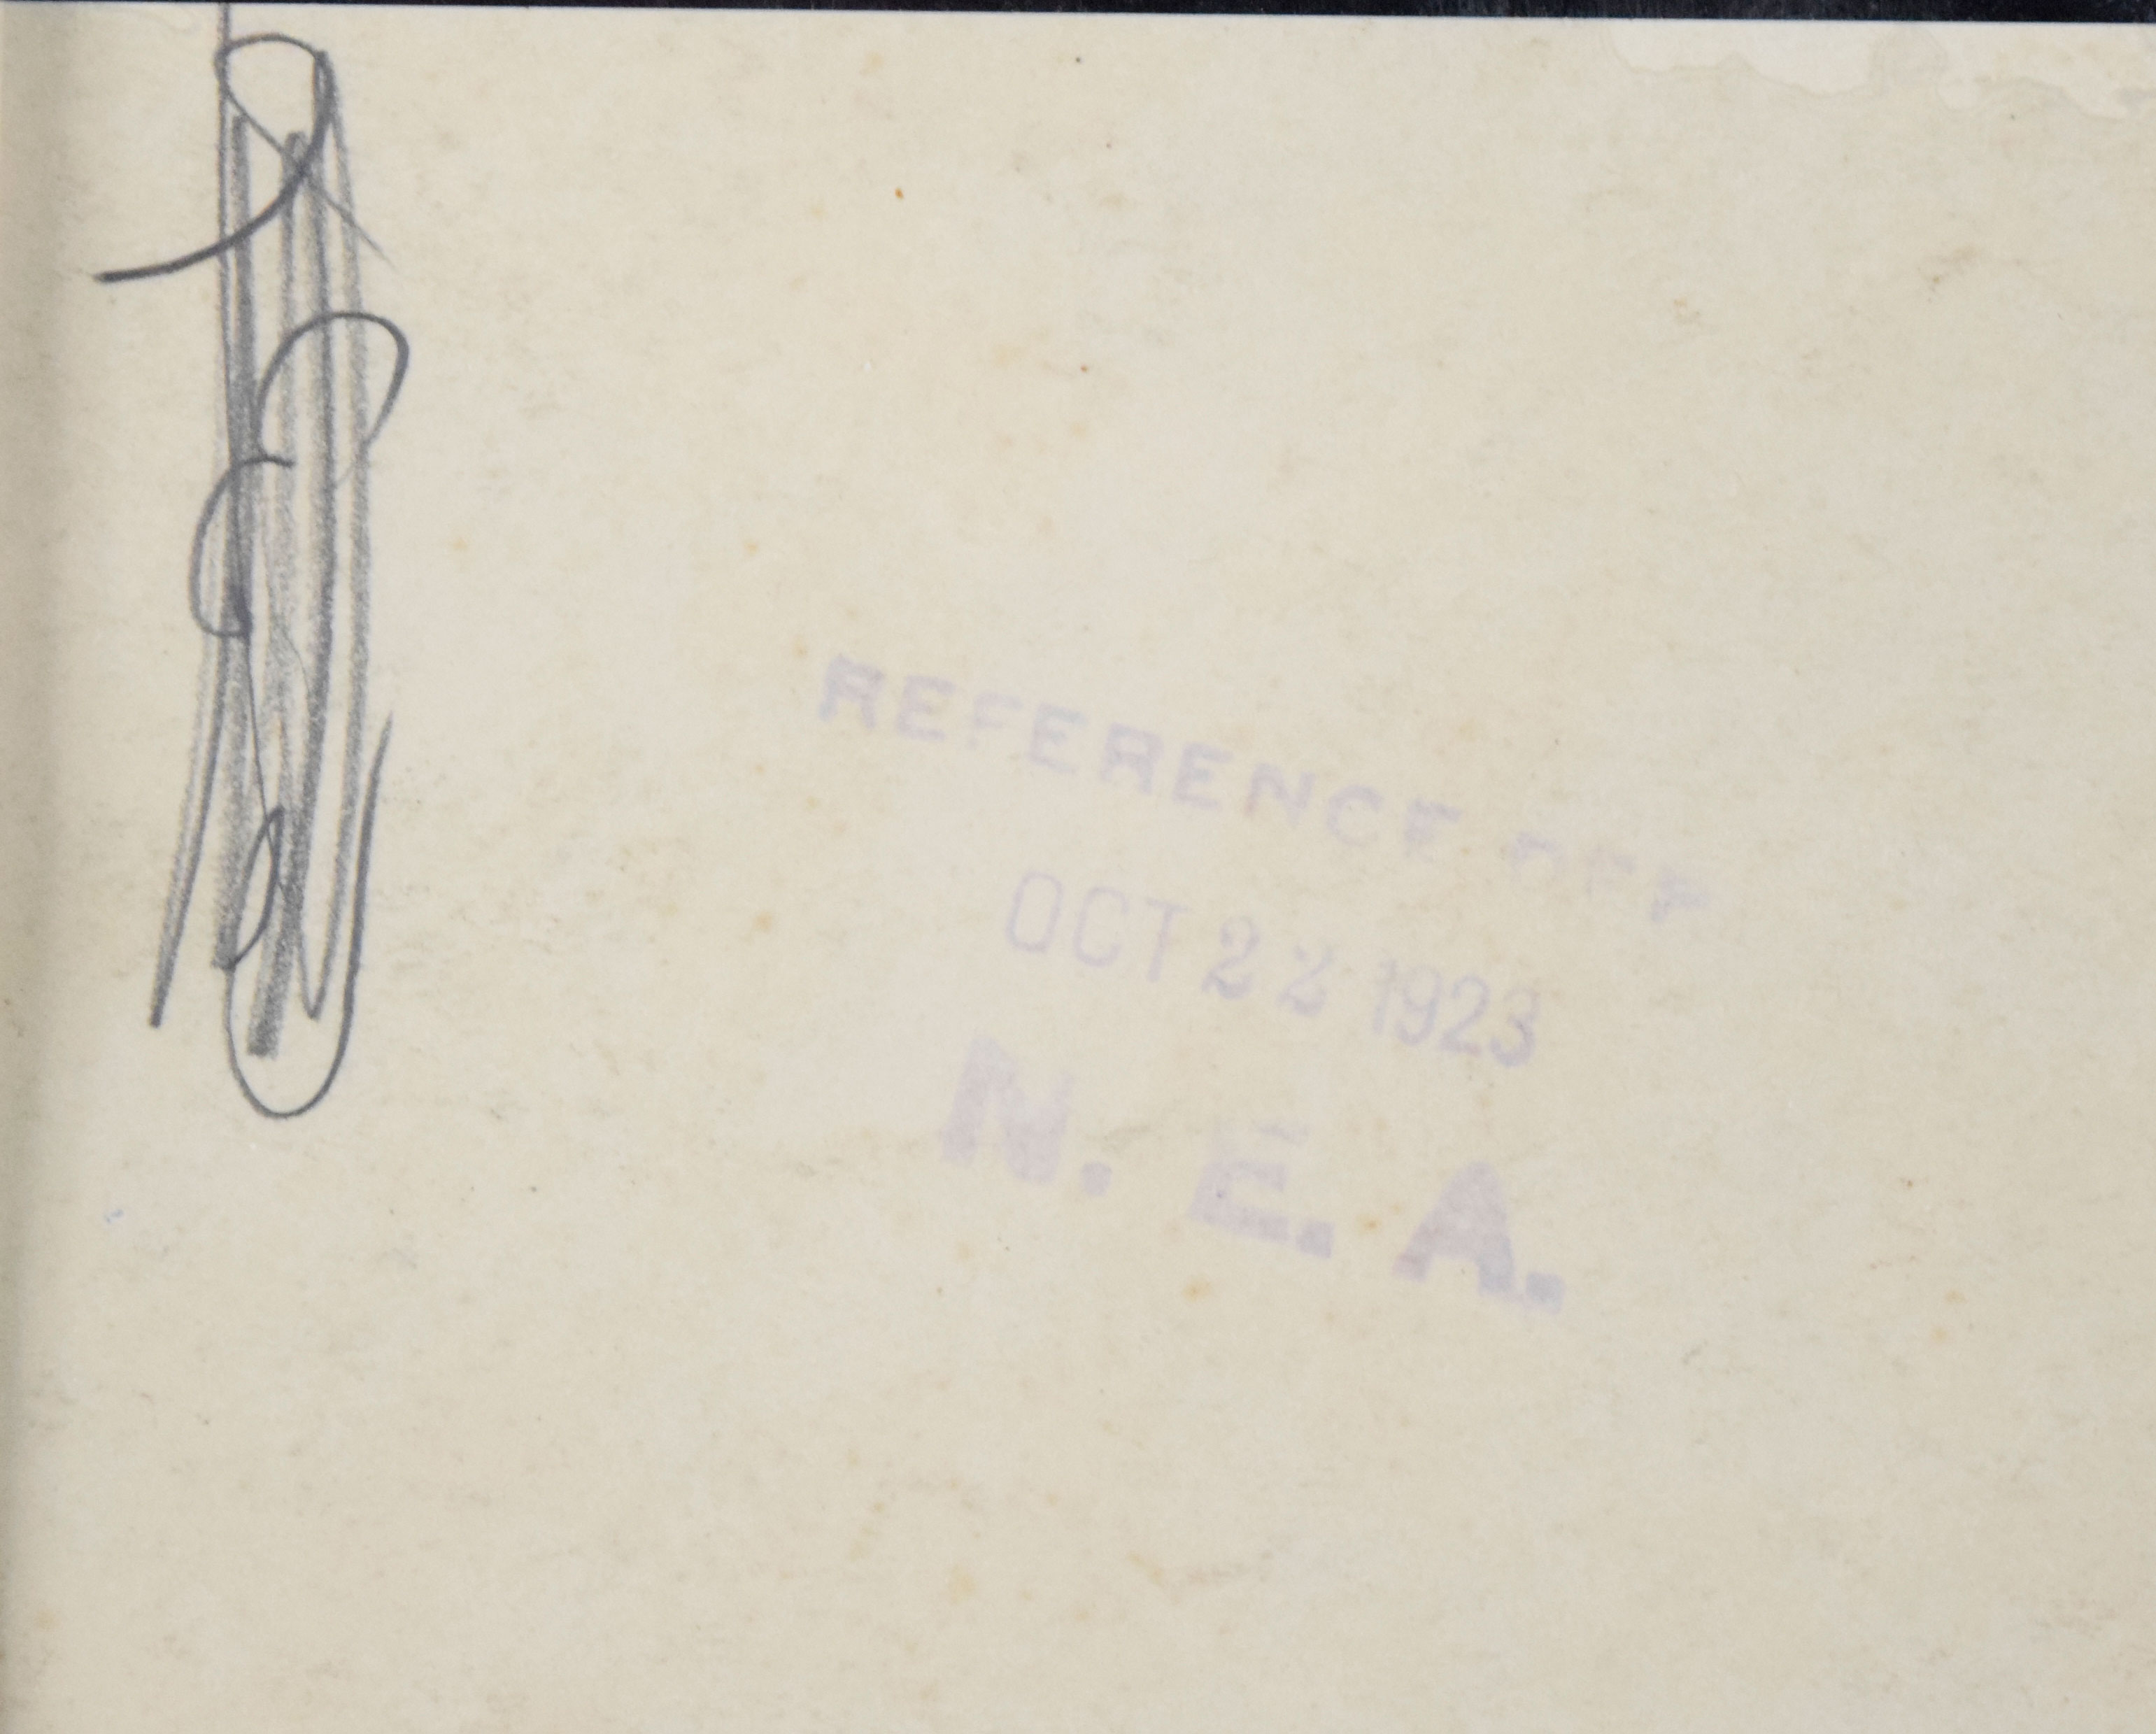 REFERENCE
OCT 22 1923
N. E. A.